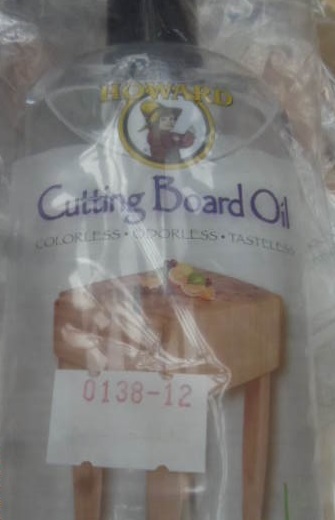 HOWARD
Cutting Board Oil
COLORLESS • ODORLESS • TASTELESS
0138-12